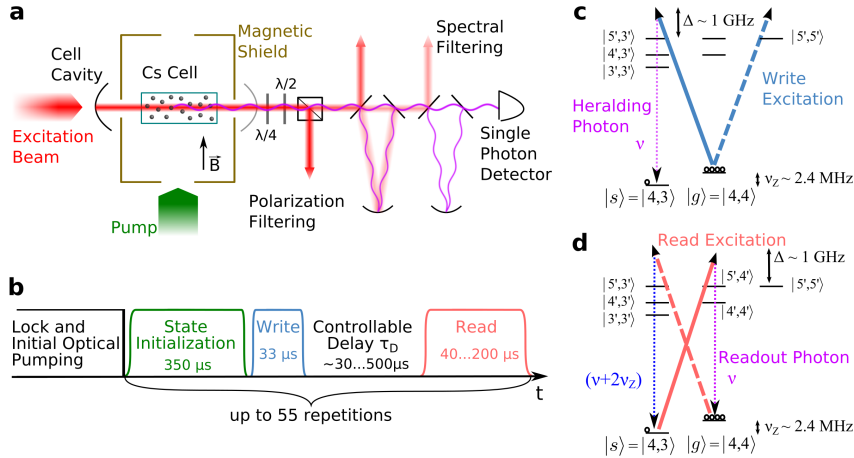 a
Magnetic
Shield
Spectral
Filtering
Cell
Cavity
Cs Cell
λ/2
λ/4
Excitation
Beam
B
Single
Photon
Detector
Polarization
Filtering
Pump
b
Lock and
Initial Optical
Pumping
State
Initialization
350 µs
Write
33 µs
Controllable
Delay τD
~30...500µs
Read
40...200 µs
t
up to 55 repetitions
c
Δ ~ 1 GHz
|5',3'⟩
|4',3'⟩
|3',3'⟩
|5',5'⟩
Write
Excitation
Heralding
Photon
ν
νZ ~ 2.4 MHz
|s⟩=|4,3⟩
|g⟩=|4,4⟩
d
Read Excitation
Δ ~ 1 GHz
|5',3'⟩
|4',3'⟩
|3',3'⟩
|5',4'⟩
|4',4'⟩
|5',5'⟩
Readout Photon
ν
(ν+2νZ)
νZ ~ 2.4 MHz
|s⟩=|4,3⟩
|g⟩=|4,4⟩